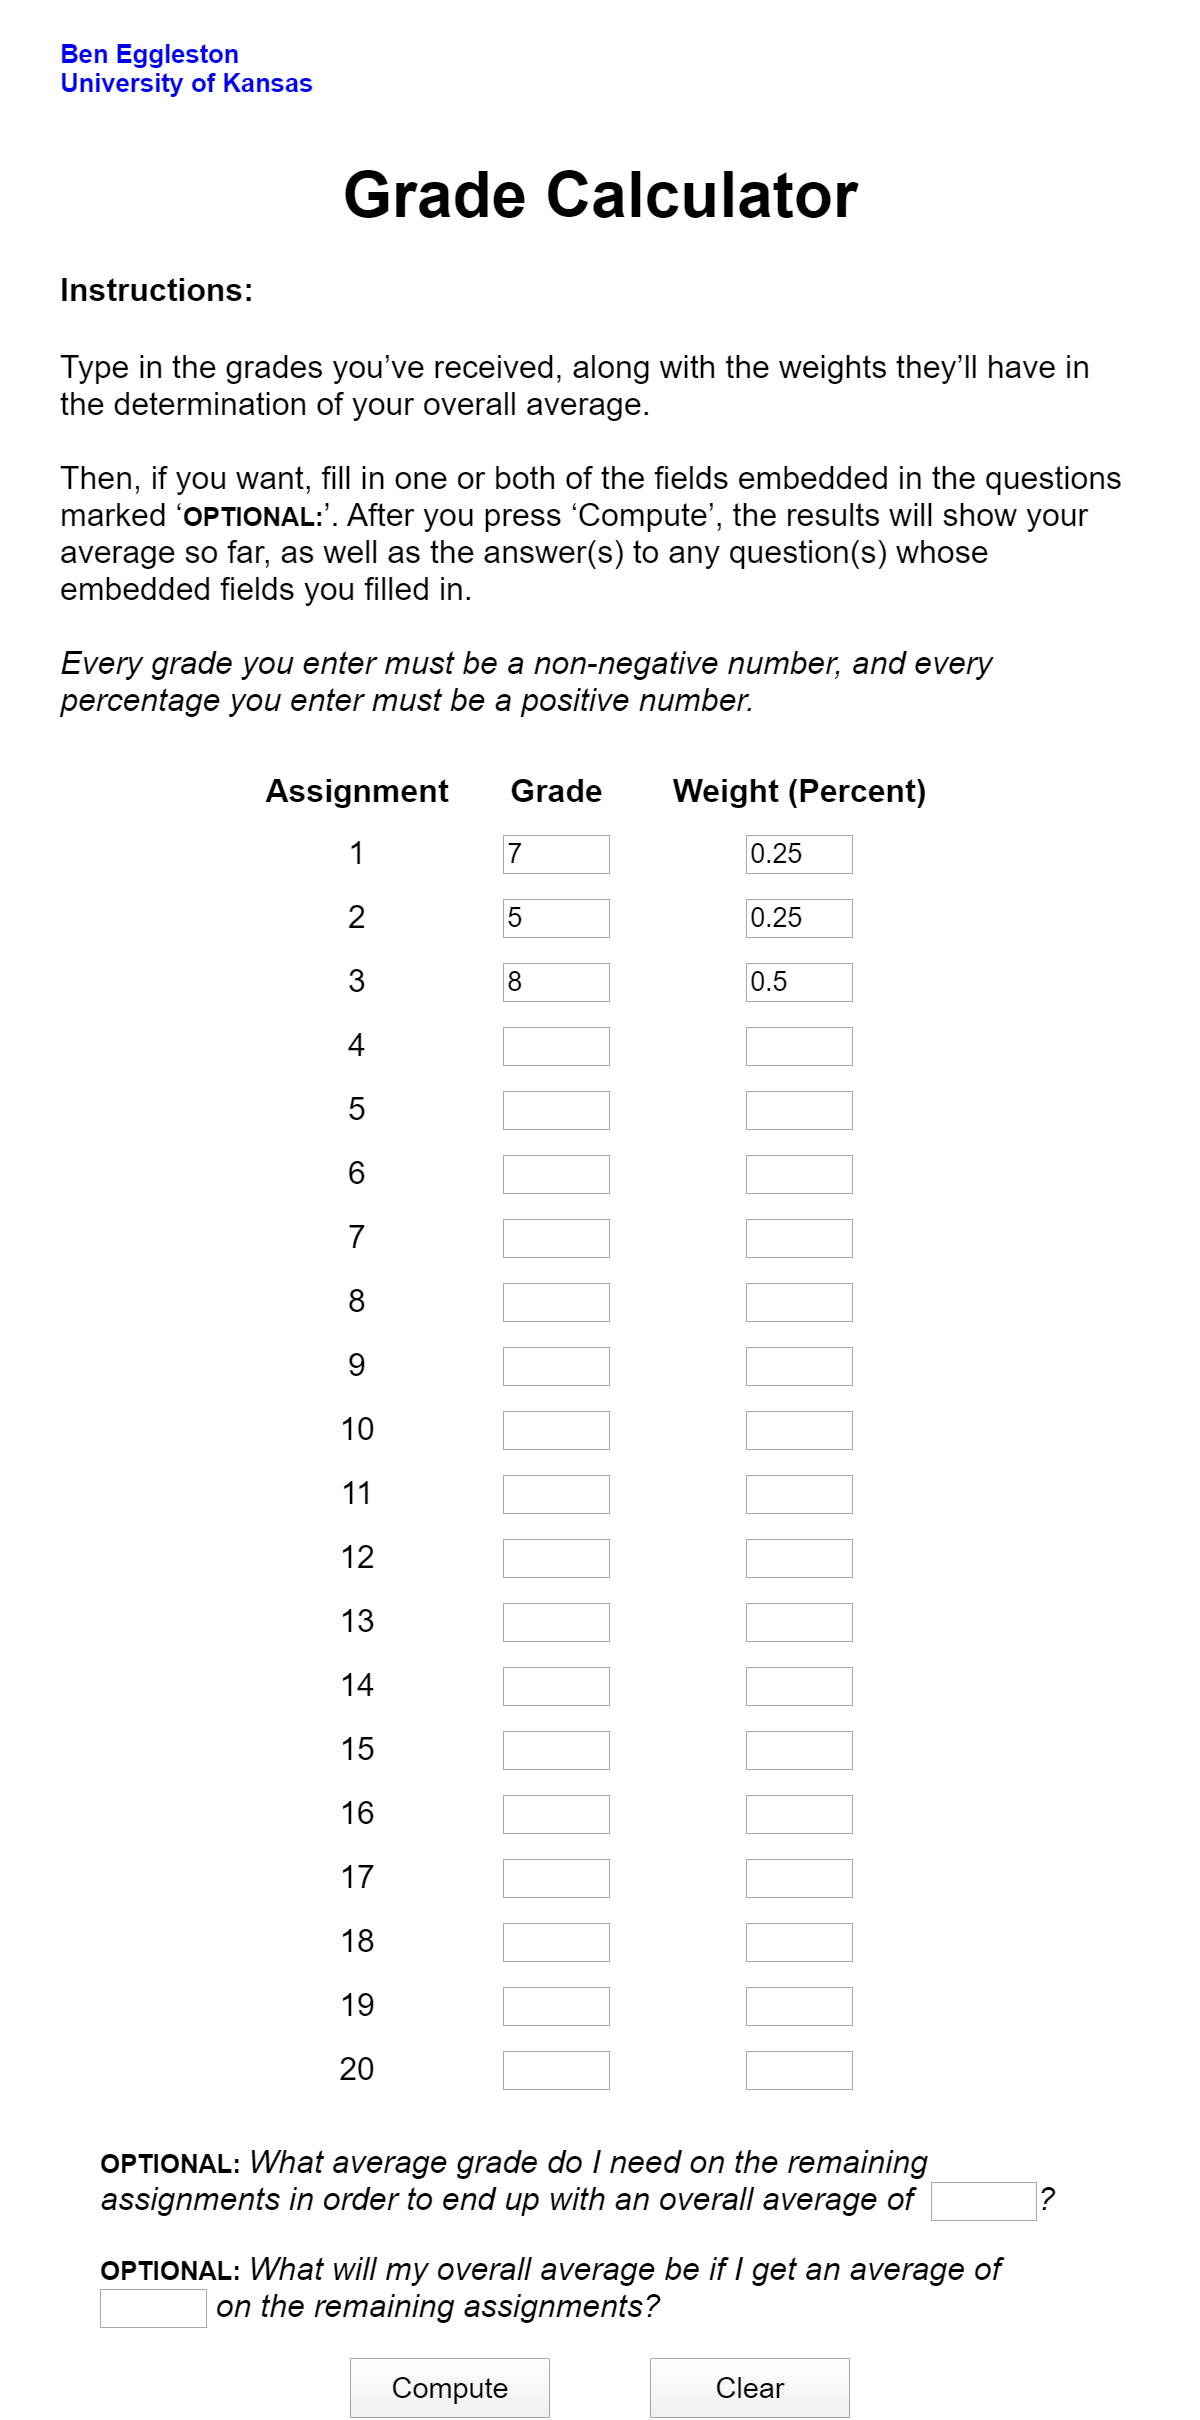 Ben Eggleston
University of Kansas
Grade Calculator
Instructions:
Type in the grades you’ve received, along with the weights they’ll have in
the determination of your overall average.
Then, if you want, fill in one or both of the fields embedded in the questions
marked ‘OPTIONAL:’. After you press ‘Compute’, the results will show your
average so far, as well as the answer(s) to any question(s) whose
embedded fields you filled in.
Every grade you enter must be a non-negative number, and every
percentage you enter must be a positive number.
Assignment Grade Weight (Percent)
1 7 0.25
2 5 0.25
3 8 0.5
4
5
6
7
8
9
10
11
12
13
14
15
16
17
18
19
20
OPTIONAL: What average grade do I need on the remaining
assignments in order to end up with an overall average of ?
OPTIONAL: What will my overall average be if I get an average of
on the remaining assignments?
Compute Clear